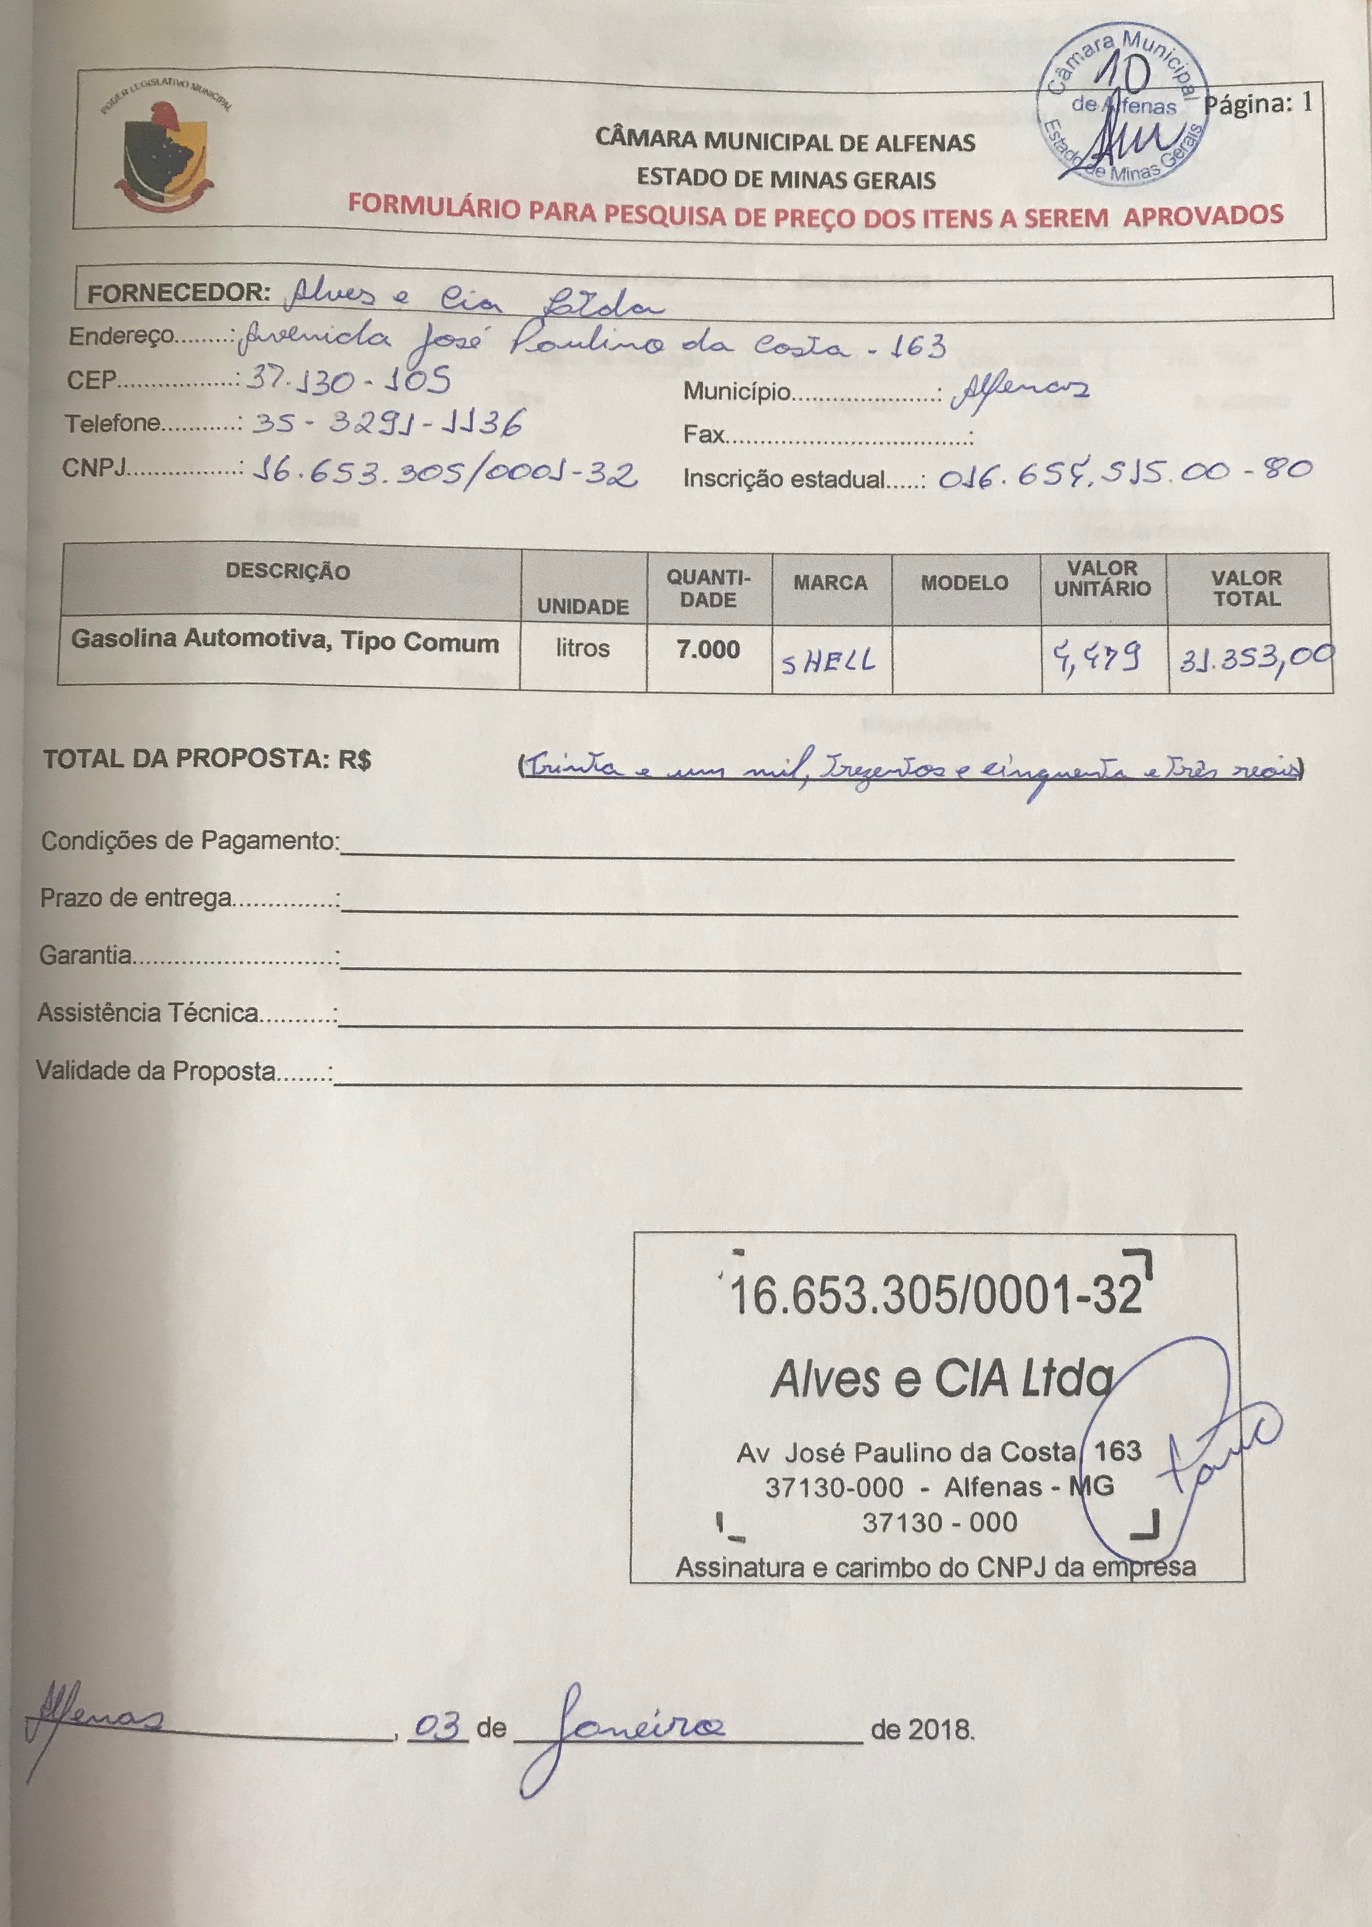 PODER LEGISLATIVO MUNICIPAL
Câmara Municipal
10
de Alfenas
Estado de Minas Gerais
Página: 1
CÂMARA MUNICIPAL DE ALFENAS
ESTADO DE MINAS GERAIS
FORMULÁRIO PARA PESQUISA DE PREÇO DOS ITENS A SEREM APROVADOS
FORNECEDOR: Alves e Cia Ltda
Endereço........: Avenida José Paulino da Costa - 163
CEP.................: 37.130-105 Município.....................: Alfenas
Telefone...........: 35- 3291-1136 Fax...................................:
CNPJ................: 16.653.305/0001-32 Inscrição estadual.....: 016.654.515.00-80
DESCRIÇÃO UNIDADE QUANTI-DADE MARCA MODELO VALOR UNITÁRIO VALOR TOTAL
Gasolina Automotiva, Tipo Comum litros 7.000 SHELL 4,479 31.353,00
TOTAL DA PROPOSTA: R$ (Trinta e um mil, trezentos e cinquenta e três reais)
Condições de Pagamento:
Prazo de entrega...............:
Garantia.............................:
Assistência Técnica..........:
Validade da Proposta.......:
16.653.305/0001-32
Alves e CIA Ltda
Av José Paulino da Costa, 163
37130-000 - Alfenas - MG
37130 - 000
Assinatura e carimbo do CNPJ da empresa
Alfenas, 03 de Janeiro de 2018.